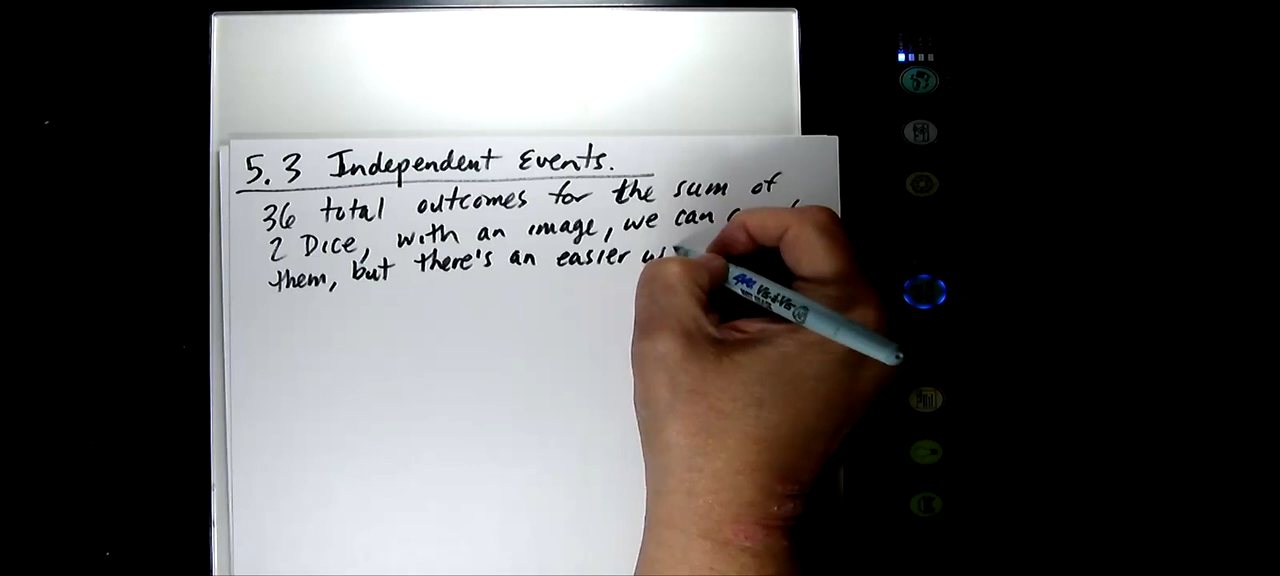 5.3 Independent Events.
36 total outcomes for the sum of
2 Dice, with an image, we can
them, but there's an easier